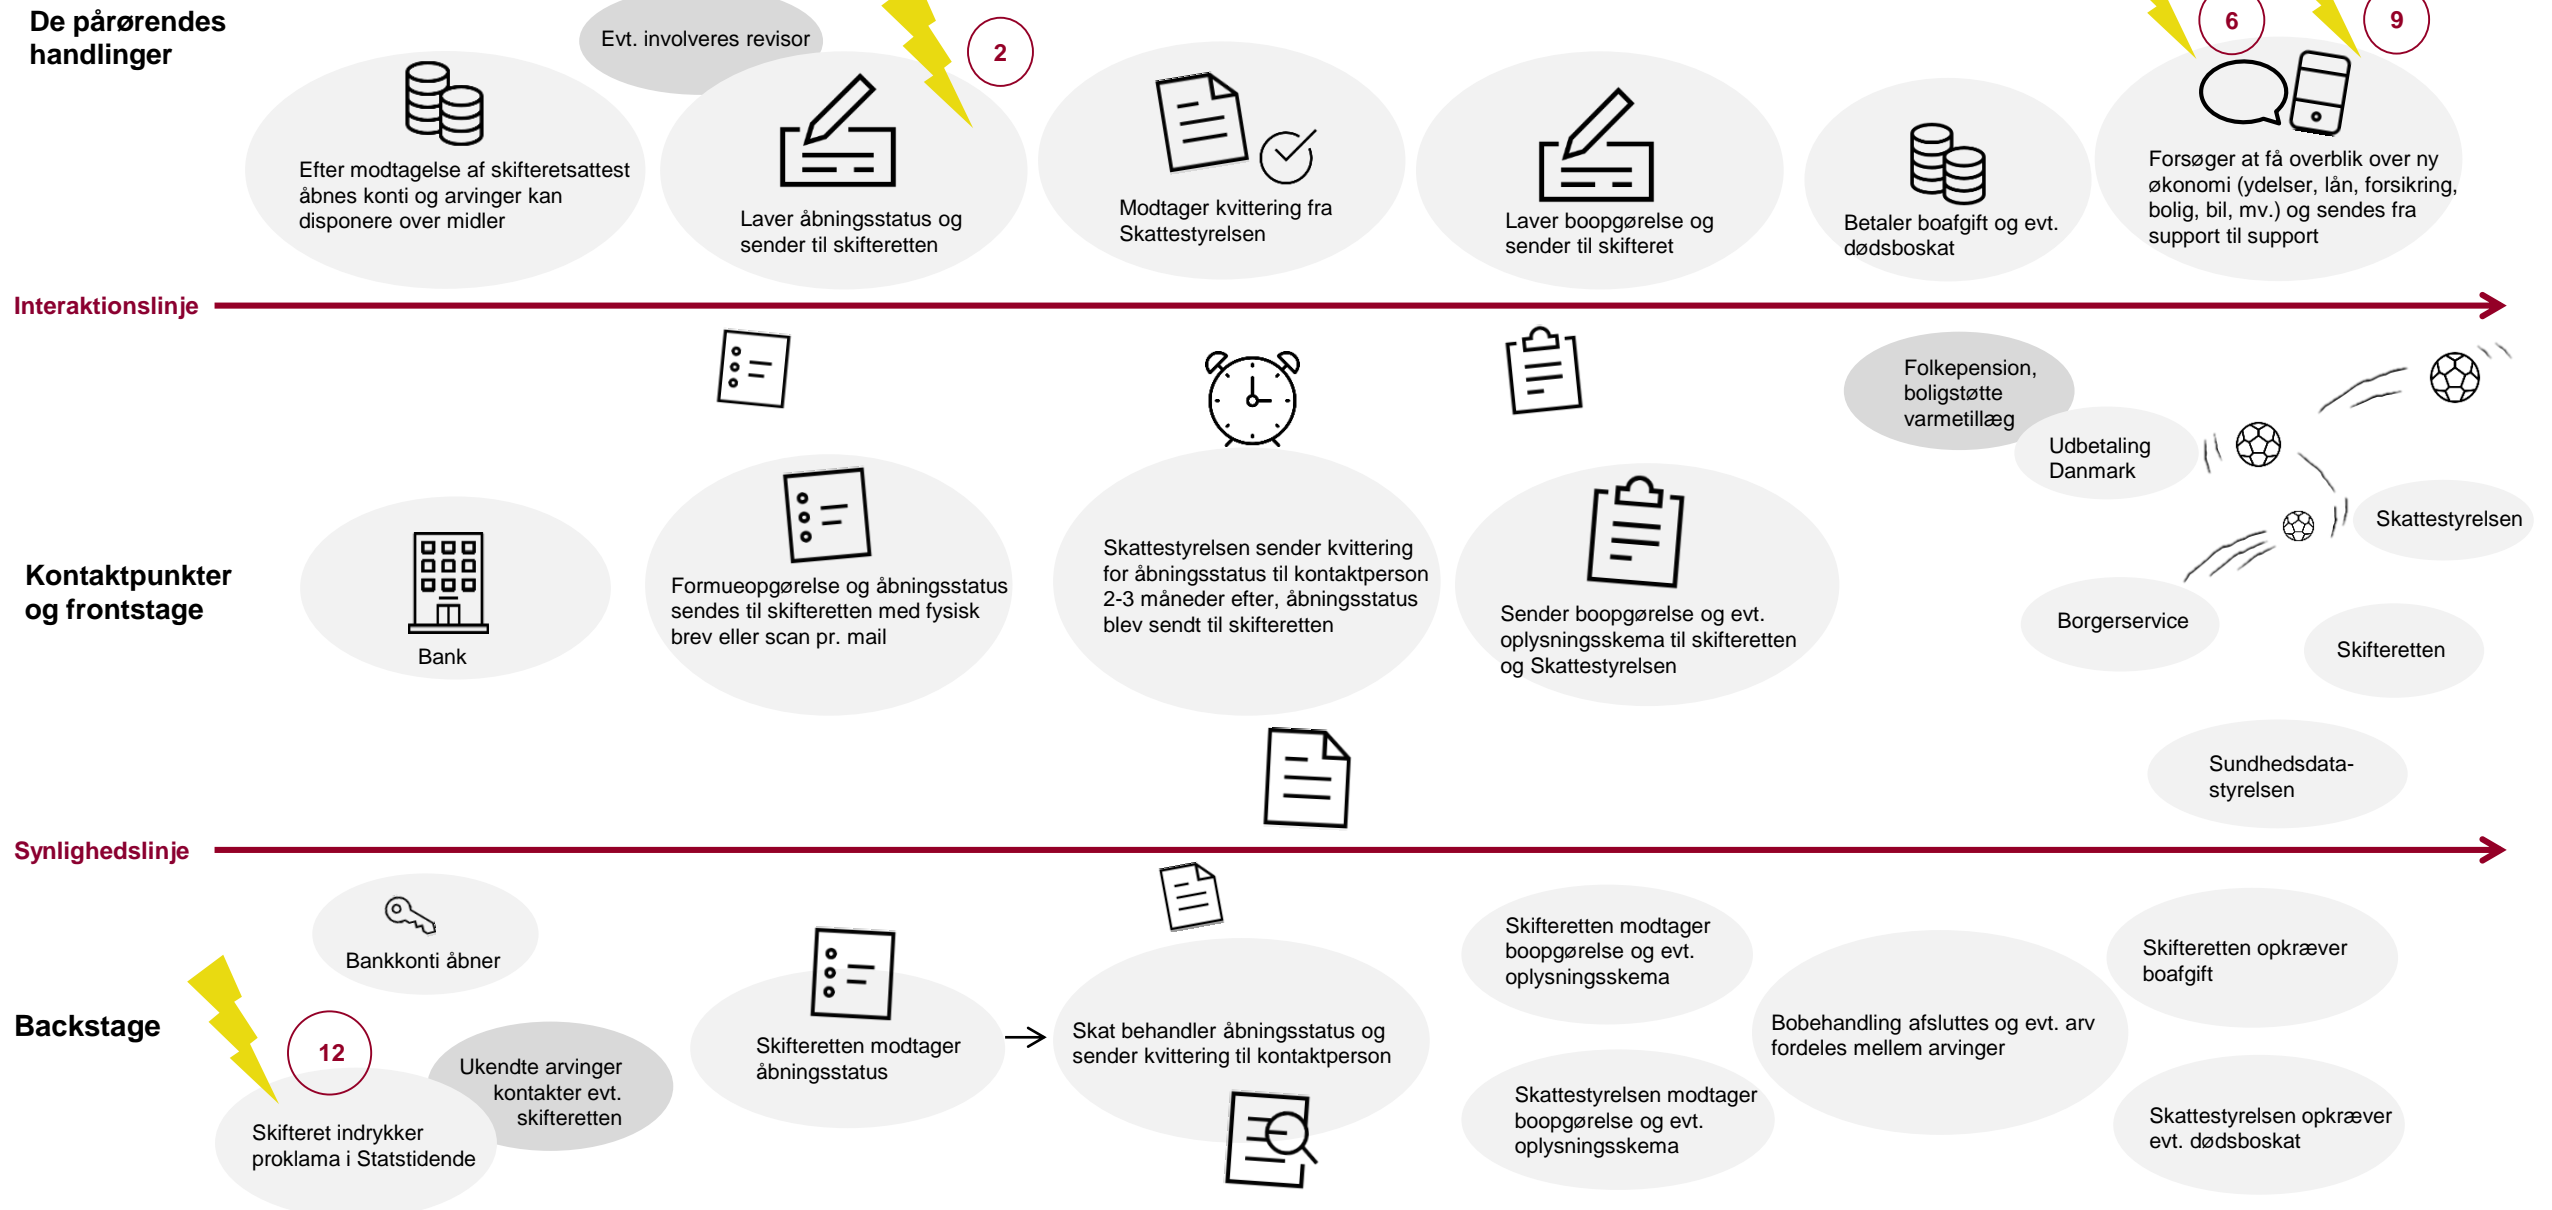 De pårørendes
handlinger
Evt. involveres revisor
2
6
9
Efter modtagelse af skifteretsattest
åbnes konti og arvinger kan
disponere over midler
Laver åbningsstatus og
sender til skifteretten
Modtager kvittering fra
Skattestyrelsen
Laver boopgørelse og
sender til skifteret
Betaler boafgift og evt.
dødsboskat
Forsøger at få overblik over ny
økonomi (ydelser, lån, forsikring,
bolig, bil, mv.) og sendes fra
support til support
Interaktionslinje
Kontaktpunkter
og frontstage
Bank
Formueopgørelse og åbningsstatus
sendes til skifteretten med fysisk
brev eller scan pr. mail
Skattestyrelsen sender kvittering
for åbningsstatus til kontaktperson
2-3 måneder efter, åbningsstatus
blev sendt til skifteretten
Sender boopgørelse og evt.
oplysningsskema til skifteretten
og Skattestyrelsen
Folkepension,
boligstøtte
varmetillæg
Udbetaling
Danmark
Skattestyrelsen
Borgerservice
Skifteretten
Sundhedsdata-
styrelsen
Synlighedslinje
Backstage
Bankkonti åbner
12
Ukendte arvinger
kontakter evt.
skifteretten
Skifteret indrykker
proklama i Statstidende
Skifteretten modtager
åbningsstatus
Skat behandler åbningsstatus og
sender kvittering til kontaktperson
Skifteretten modtager
boopgørelse og evt.
oplysningsskema
Skattestyrelsen modtager
boopgørelse og evt.
oplysningsskema
Bobehandling afsluttes og evt. arv
fordeles mellem arvinger
Skifteretten opkræver
boafgift
Skattestyrelsen opkræver
evt. dødsboskat